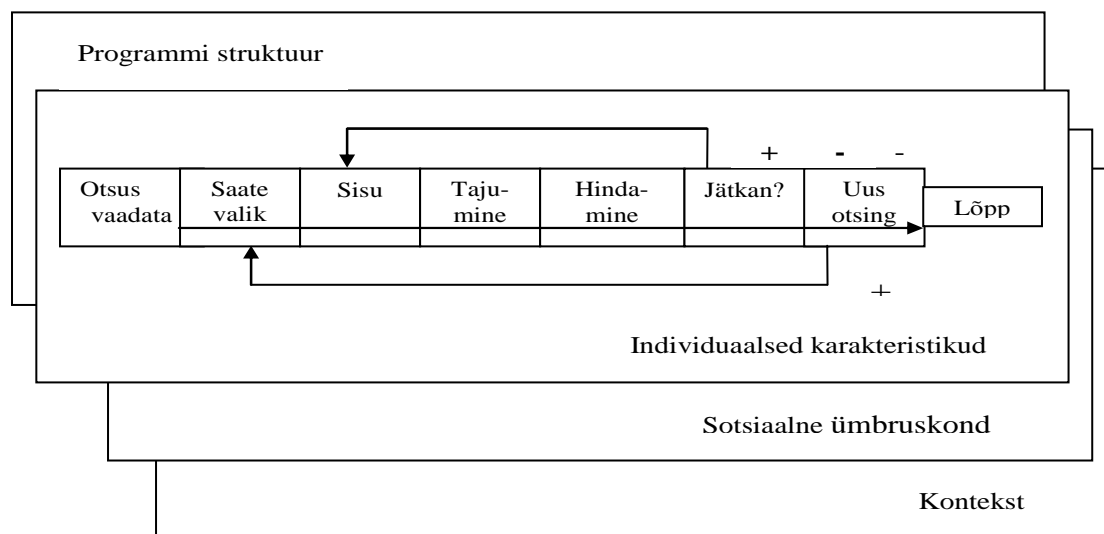 Programmi struktuur
+ - -
Otsus
vaadata
Saate
valik
Sisu
Taju-
mine
Hinda-
mine
Jätkan?
Uus
otsing
Lõpp
+
Individuaalsed karakteristikud
Sotsiaalne ümbruskond
Kontekst